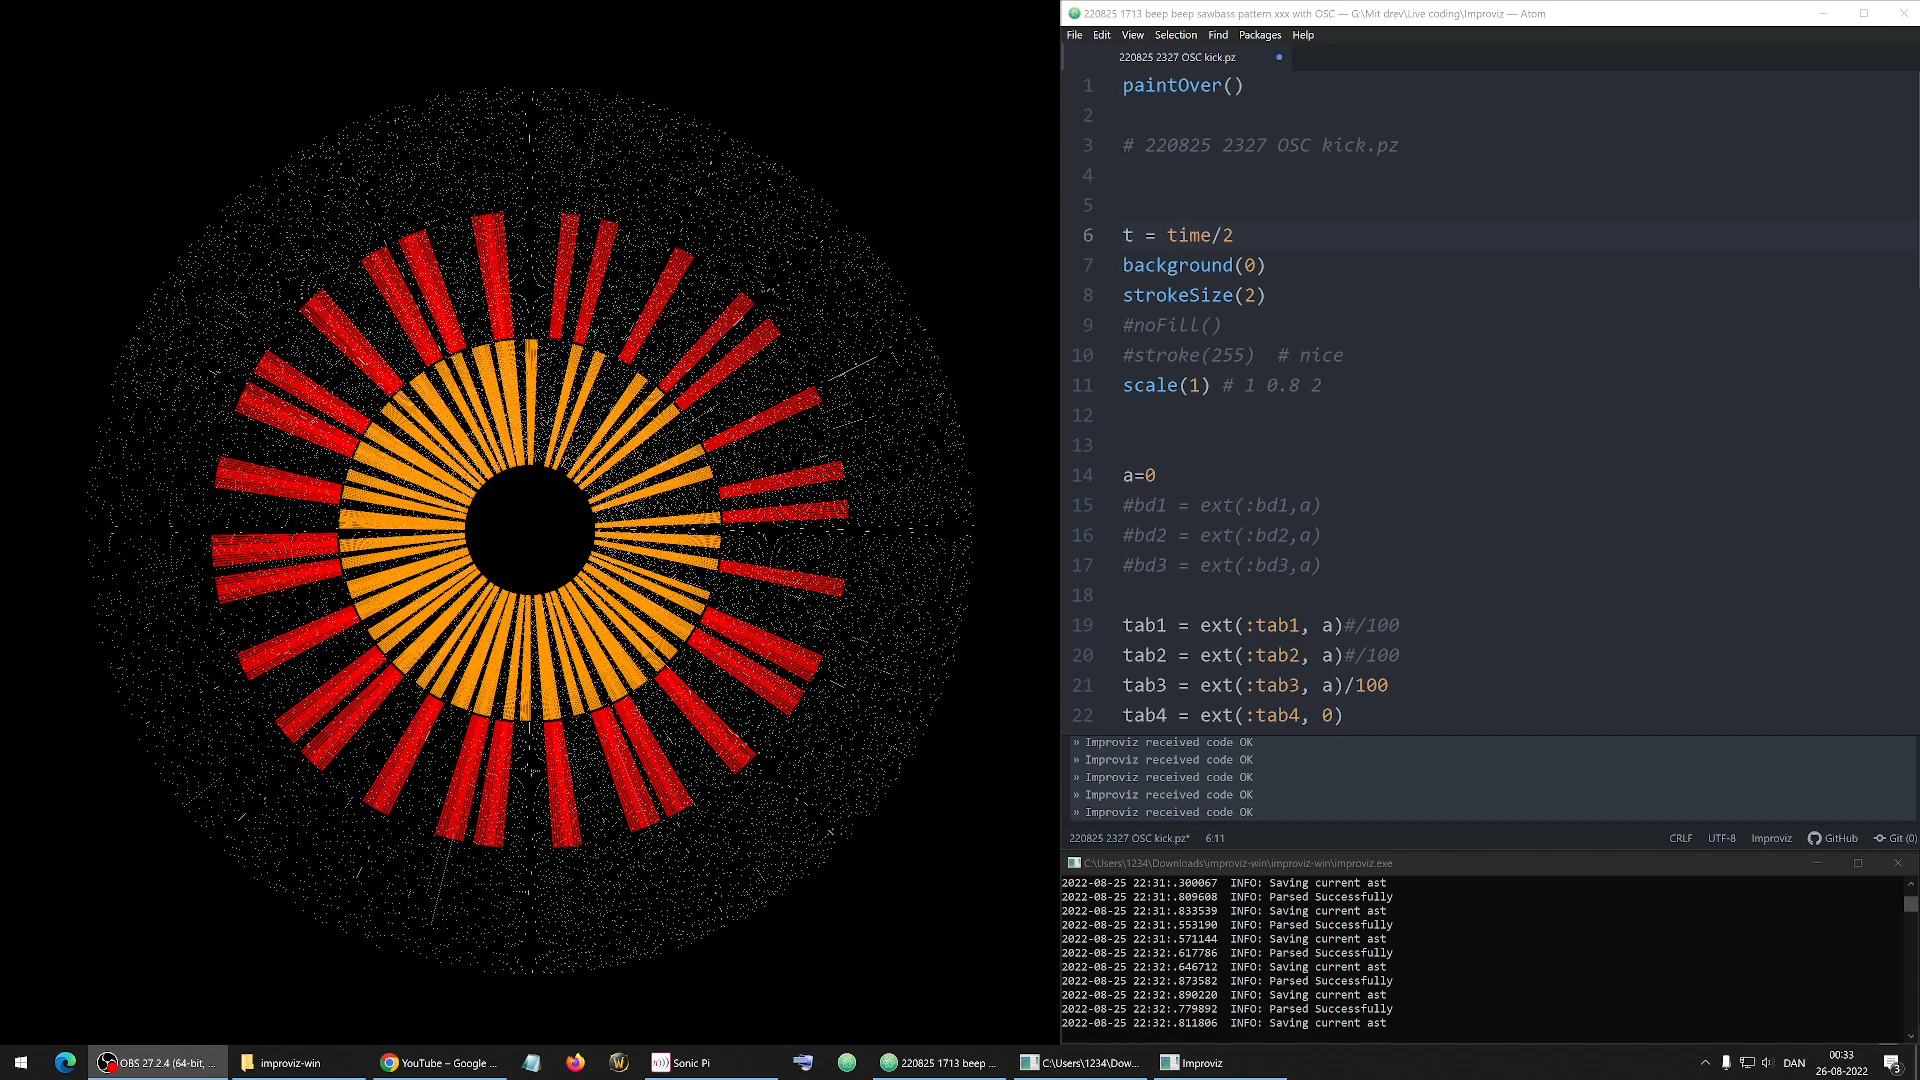 220825 1713 beep beep sawbass pattern xxx with OSC — G:\Mit drev\Live coding\Improviz — Atom
File Edit View Selection Find Packages Help
220825 2327 OSC kick.pz
1 paintOver()
2
3 # 220825 2327 OSC kick.pz
4
5
6 t = time/2
7 background(0)
8 strokeSize(2)
9 #noFill()
10 #stroke(255)  # nice
11 scale(1) # 1 0.8 2
12
13
14 a=0
15 #bd1 = ext(:bd1,a)
16 #bd2 = ext(:bd2,a)
17 #bd3 = ext(:bd3,a)
18
19 tab1 = ext(:tab1, a)#/100
20 tab2 = ext(:tab2, a)#/100
21 tab3 = ext(:tab3, a)/100
22 tab4 = ext(:tab4, 0)
» Improviz received code OK
» Improviz received code OK
» Improviz received code OK
» Improviz received code OK
» Improviz received code OK
220825 2327 OSC kick.pz* 6:11 CRLF UTF-8 Improviz GitHub Git (0)
C:\Users\1234\Downloads\improviz-win\improviz-win\improviz.exe
2022-08-25 22:31:.300067  INFO: Saving current ast
2022-08-25 22:31:.809608  INFO: Parsed Successfully
2022-08-25 22:31:.833539  INFO: Saving current ast
2022-08-25 22:31:.553190  INFO: Parsed Successfully
2022-08-25 22:31:.571144  INFO: Saving current ast
2022-08-25 22:32:.617786  INFO: Parsed Successfully
2022-08-25 22:32:.646712  INFO: Saving current ast
2022-08-25 22:32:.873582  INFO: Parsed Successfully
2022-08-25 22:32:.890220  INFO: Saving current ast
2022-08-25 22:32:.779892  INFO: Parsed Successfully
2022-08-25 22:32:.811806  INFO: Saving current ast
OBS 27.2.4 (64-bit, ... improviz-win YouTube – Google ... Sonic Pi 220825 1713 beep ... C:\Users\1234\Dow... Improviz DAN 00:33
26-08-2022 3